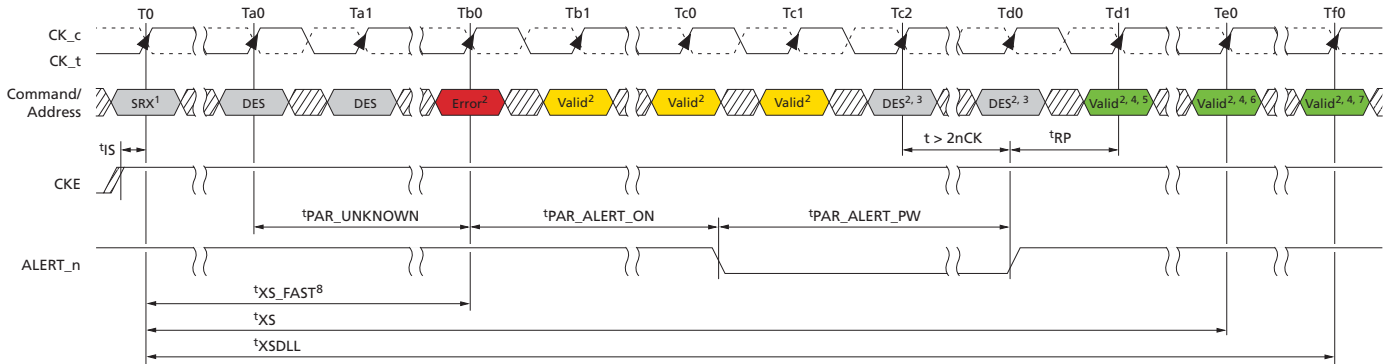 T0 Ta0 Ta1 Tb0 Tb1 Tc0 Tc1 Tc2 Td0 Td1 Te0 Tf0
CK_c
CK_t
Command/
Address
SRX1 DES DES Error2 Valid2 Valid2 Valid2 DES2, 3 DES2, 3 Valid2, 4, 5 Valid2, 4, 6 Valid2, 4, 7
t > 2nCK tRP
tIS
CKE
tPAR_UNKNOWN tPAR_ALERT_ON tPAR_ALERT_PW
ALERT_n
tXS_FAST8
tXS
tXSDLL